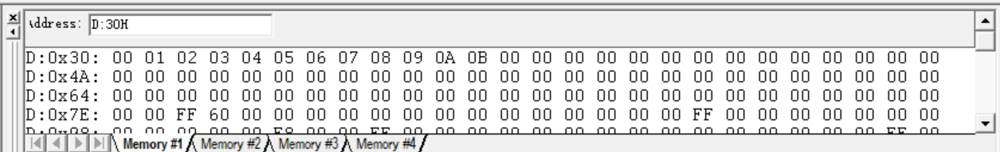 Address: D:30H
D:0x30: 00 01 02 03 04 05 06 07 08 09 0A 0B 00 00 00 00 00 00 00 00 00 00 00 00 00 00
D:0x4A: 00 00 00 00 00 00 00 00 00 00 00 00 00 00 00 00 00 00 00 00 00 00 00 00 00 00
D:0x64: 00 00 00 00 00 00 00 00 00 00 00 00 00 00 00 00 00 00 00 00 00 00 00 00 00 00
D:0x7E: 00 00 FF 60 00 00 00 00 00 00 00 00 00 00 00 00 00 00 FF 00 00 00 00 00 00 00
Memory #1 Memory #2 Memory #3 Memory #4